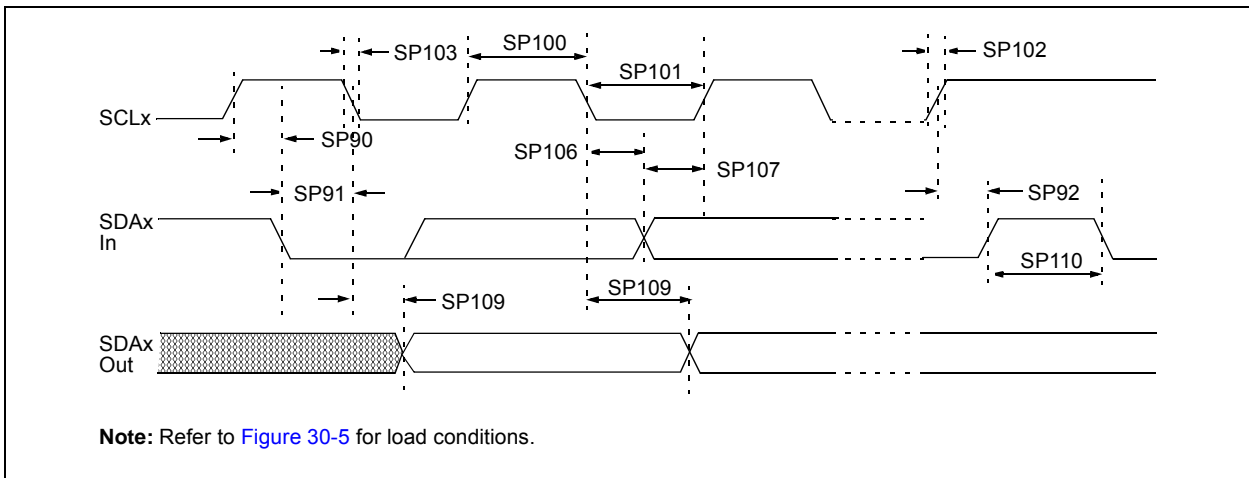 SP103
SP100
SP101
SP102
SCLx
SP90
SP106
SP107
SP91
SP92
SDAx
In
SP110
SP109
SP109
SDAx
Out
Note: Refer to Figure 30-5 for load conditions.